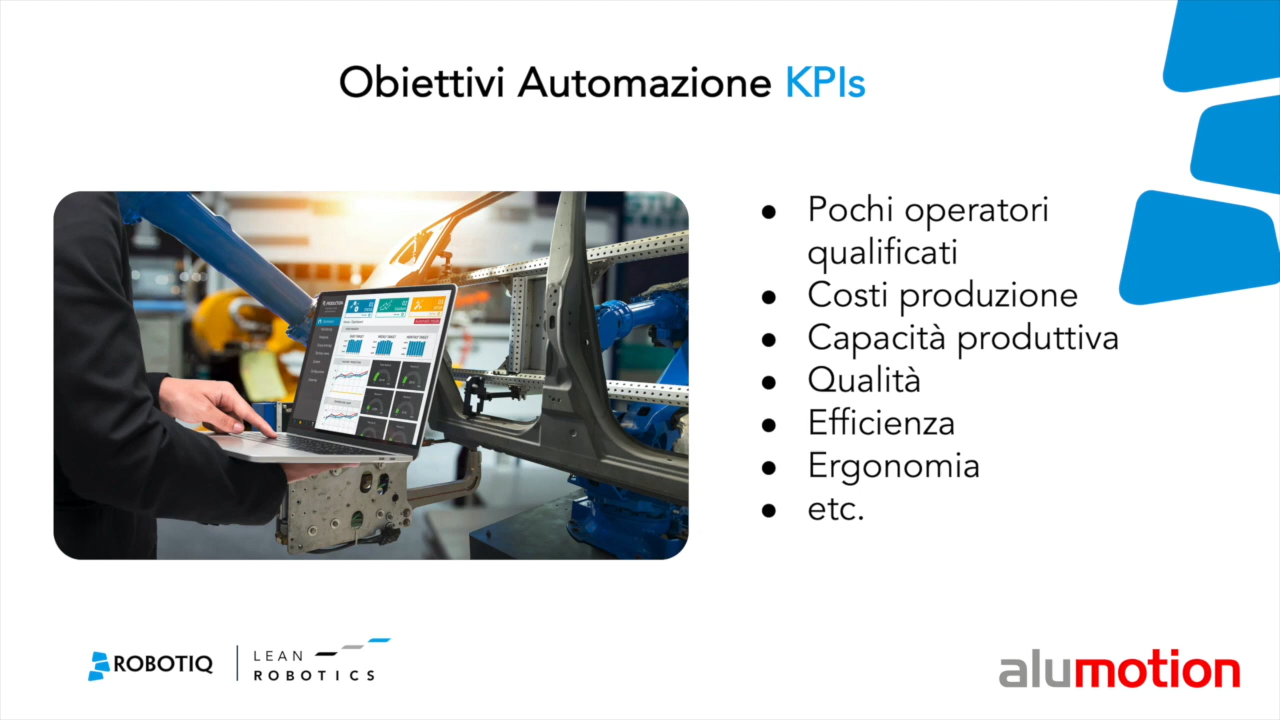 Obiettivi Automazione KPIs
● Pochi operatori
qualificati
● Costi produzione
● Capacità produttiva
● Qualità
● Efficienza
● Ergonomia
● etc.
ROBOTIQ
LEAN
ROBOTICS
alumotion